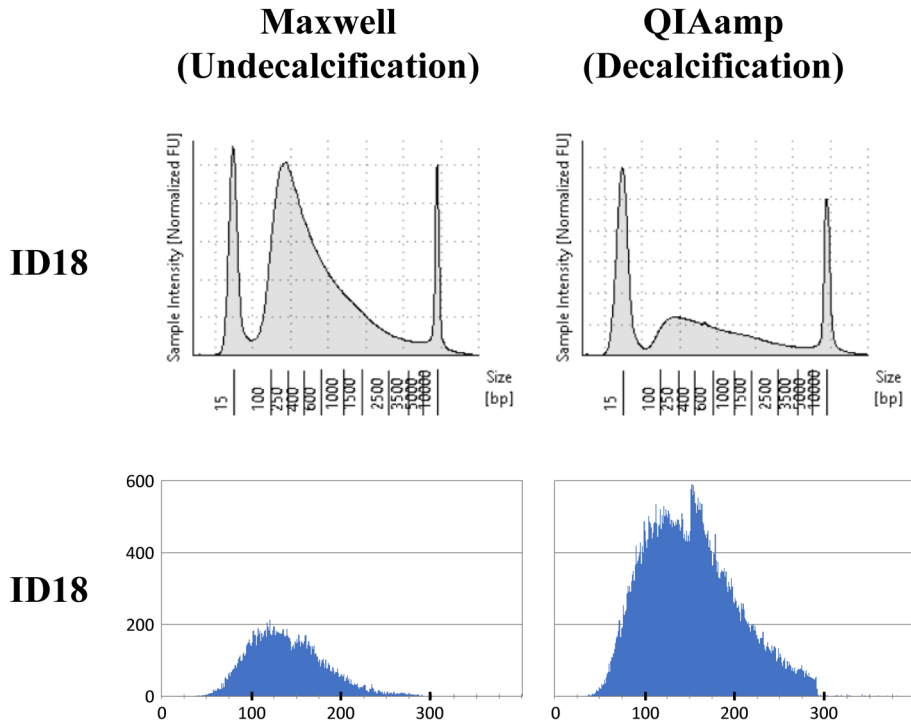 Maxwell
(Undecalcification)
QIAamp
(Decalcification)
ID18
Sample Intensity [Normalized FU]
15 100 250 400 600 1000 1500 2500 3500 5000 10000
Size
[bp]
Sample Intensity [Normalized FU]
15 100 250 400 600 1000 1500 2500 3500 5000 10000
Size
[bp]
ID18
600
400
200
0
0 100 200 300
0 100 200 300